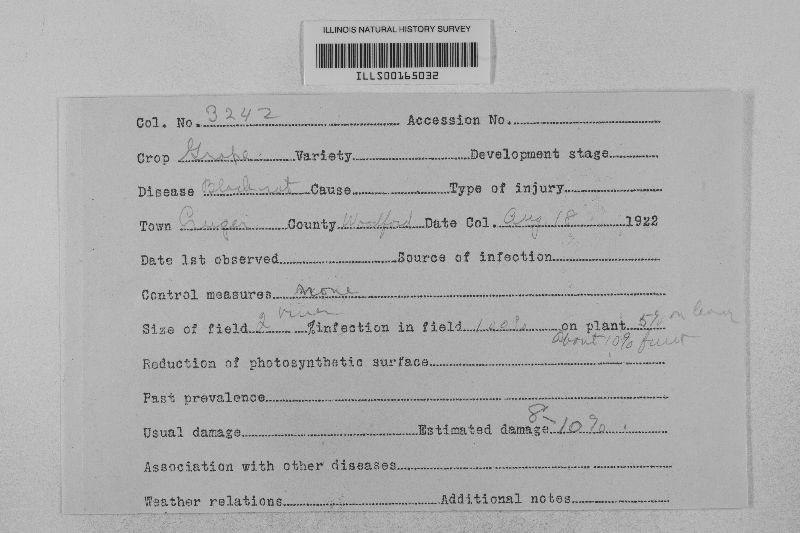 ILLINOIS NATURAL HISTORY SURVEY
ILLS00165032
Col. No. 3242 Accession No.
Crop Grape Variety Development stage
Disease Black rot Cause Type of injury
Town Cruger County Woodford Date Col. Aug 18 1922
Date 1st observed Source of infection
Control measures none
Size of field 2 vines %infection in field 100% on plant 5% on leaves
About 10% fruit
Reduction of photosynthetic surface
Past prevalence
Usual damage Estimated damage 8-10%
Association with other diseases
Weather relations Additional notes